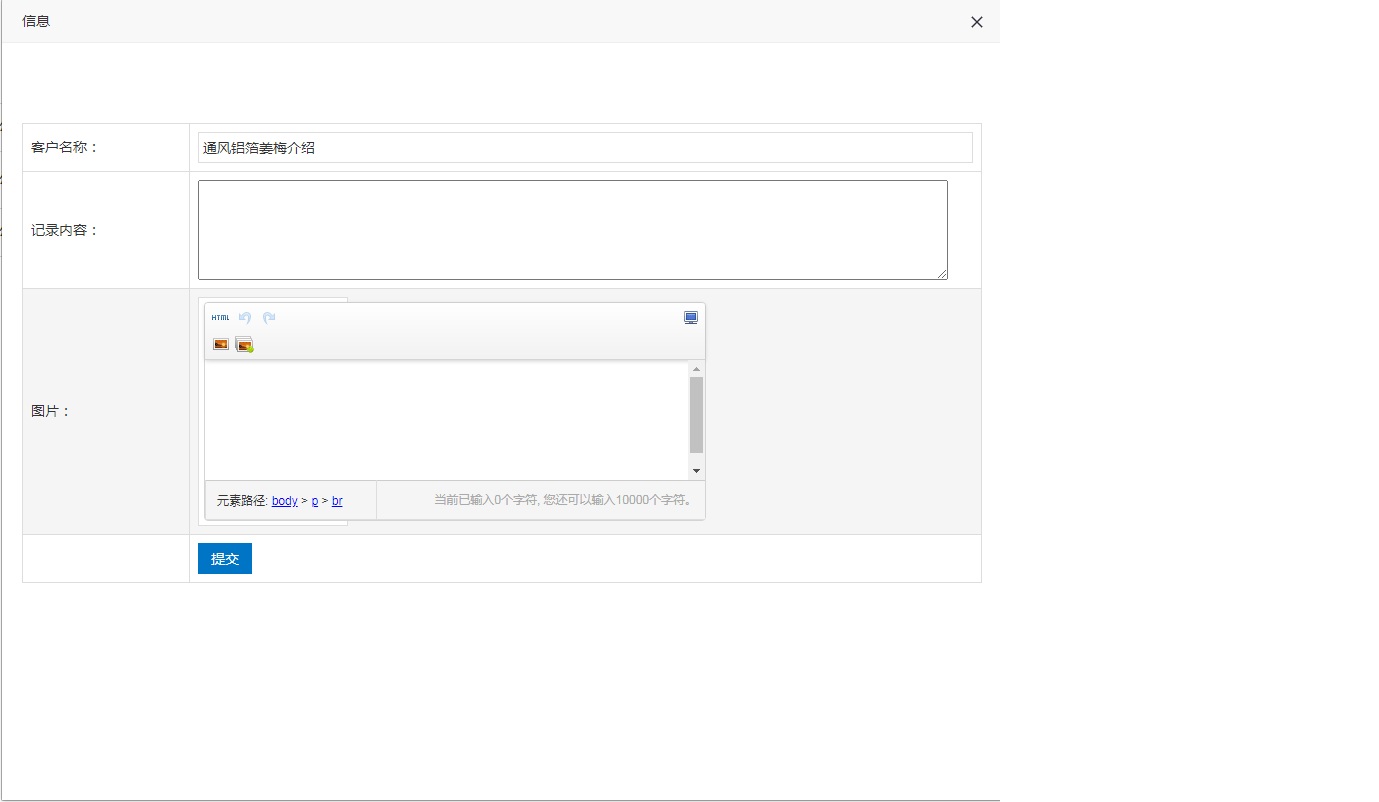 信息
客户名称：
通风铝箔姜梅介绍
记录内容：
HTML
图片：
元素路径: body > p > br
当前已输入0个字符, 您还可以输入10000个字符。
提交